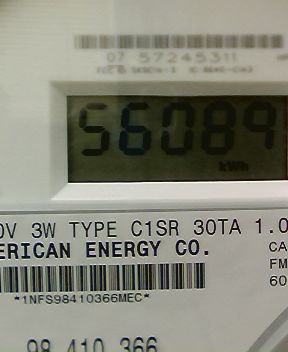 07 57245311
56089
kWh
3W TYPE C1SR 30TA 1.0
ERICAN ENERGY CO.
CA
FM
60
*1NFS98410366MEC*
98 410 366